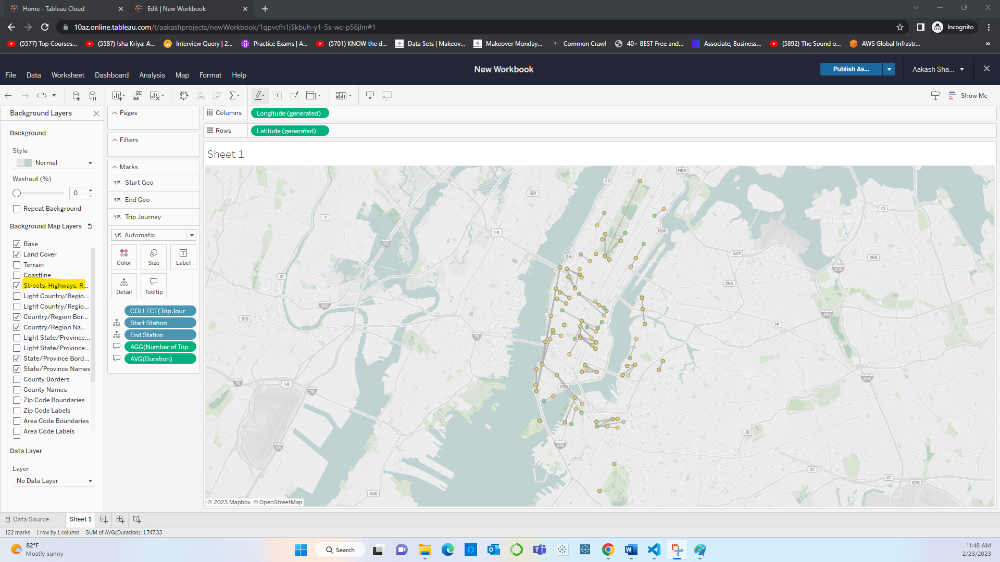 Home - Tableau Cloud
Edit | New Workbook
10az.online.tableau.com/t/aakashprojects/newWorkbook/1gpvcfh1j$kbuh-y1-5s-wc-p56jlm#1
Incognito
(5577) Top Courses...
(5587) Isha Kriya: A...
Interview Query | 2...
Practice Exams | A...
(5701) KNOW the d...
Data Sets | Makeov...
Makeover Monday...
Common Crawl
40+ BEST Free and...
Associate, Business...
(5892) The Sound o...
AWS Global Infrastr...
New Workbook
Publish As...
Aakash Sha...
File Data Worksheet Dashboard Analysis Map Format Help
Show Me
Background Layers
Background
Style
Normal
Washout (%)
0
Repeat Background
Background Map Layers
Base
Land Cover
Terrain
Coastline
Streets, Highways, R...
Light Country/Regio...
Light Country/Regio...
Country/Region Bor...
Country/Region Na...
Light State/Province...
Light State/Province...
State/Province Bord...
State/Province Names
County Borders
County Names
Zip Code Boundaries
Zip Code Labels
Area Code Boundaries
Area Code Labels
Data Layer
Layer
No Data Layer
Pages
Filters
Marks
Start Geo
End Geo
Trip Journey
Automatic
Color
Size
Label
Detail
Tooltip
COLLECT(Trip Jour...
Start Station
End Station
AGG(Number of Trip...
AVG(Duration)
Columns
Longitude (generated)
Rows
Latitude (generated)
Sheet 1
HRD
HH
501
CI
7
1-9
FDR
95
GCP
9A
25A
678
21
25A
280
495
510
25
78
678
78
1-9
78
FDR
JR
278
95
27
27
440
878
© 2023 Mapbox © OpenStreetMap
Data Source
Sheet 1
122 marks
1 row by 1 column
SUM of AVG(Duration): 1,747.33
82°F
Mostly sunny
Search
11:48 AM
2/23/2023